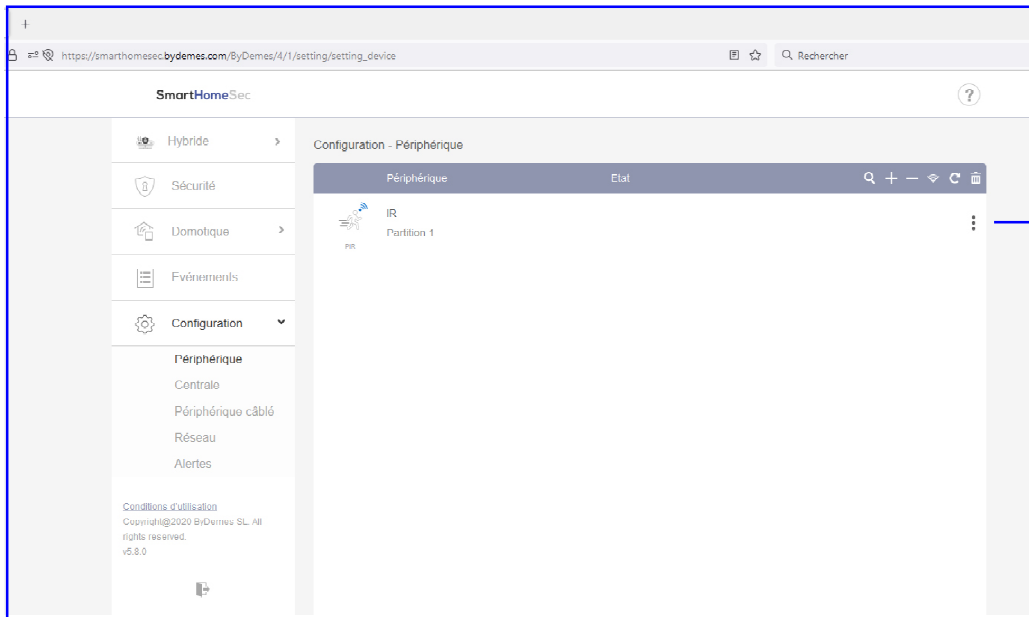 https://smarthomesec.bydemes.com/ByDemes/4/1/setting/setting_device
Rechercher
SmartHomeSec
?
Hybride
Sécurité
Domotique
Evénements
Configuration
Périphérique
Centrale
Périphérique câblé
Réseau
Alertes
Conditions d'utilisation
Copyright@2020 ByDemes SL. All
rights reserved.
v5.8.0
Configuration - Périphérique
Périphérique Etat
IR
Partition 1
PIR